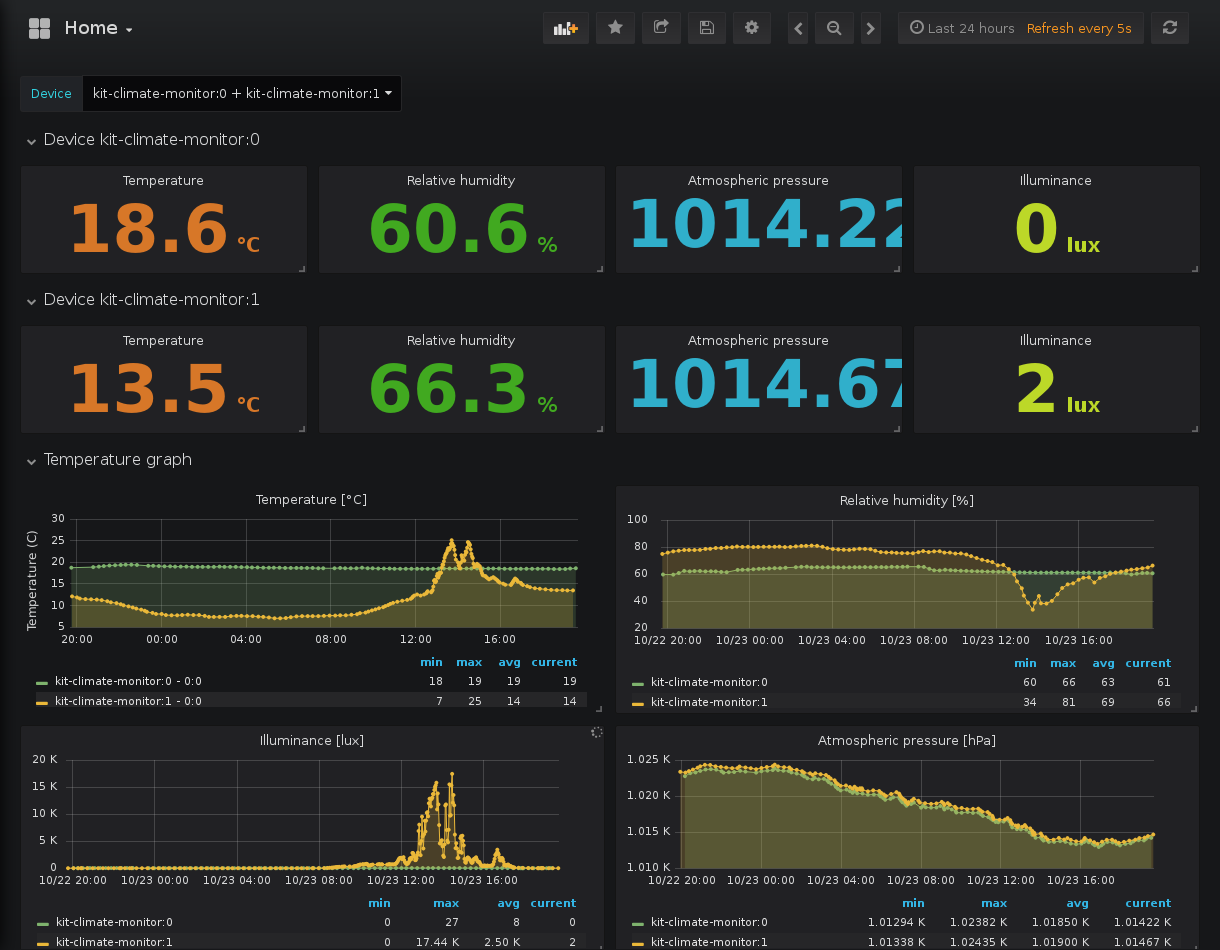 Home
Last 24 hours Refresh every 5s
Device kit-climate-monitor:0 + kit-climate-monitor:1
Device kit-climate-monitor:0
Temperature
18.6 °C
Relative humidity
60.6 %
Atmospheric pressure
1014.22
Illuminance
0 lux
Device kit-climate-monitor:1
Temperature
13.5 °C
Relative humidity
66.3 %
Atmospheric pressure
1014.67
Illuminance
2 lux
Temperature graph
Temperature [°C]
Temperature (C)
30
25
20
15
10
5
20:00 00:00 04:00 08:00 12:00 16:00
min max avg current
kit-climate-monitor:0 - 0:0 18 19 19 19
kit-climate-monitor:1 - 0:0 7 25 14 14
Relative humidity [%]
100
80
60
40
20
10/22 20:00 10/23 00:00 10/23 04:00 10/23 08:00 10/23 12:00 10/23 16:00
min max avg current
kit-climate-monitor:0 60 66 63 61
kit-climate-monitor:1 34 81 69 66
Illuminance [lux]
20 K
15 K
10 K
5 K
0
10/22 20:00 10/23 00:00 10/23 04:00 10/23 08:00 10/23 12:00 10/23 16:00
min max avg current
kit-climate-monitor:0 0 27 8 0
kit-climate-monitor:1 0 17.44 K 2.50 K 2
Atmospheric pressure [hPa]
1.025 K
1.020 K
1.015 K
1.010 K
10/22 20:00 10/23 00:00 10/23 04:00 10/23 08:00 10/23 12:00 10/23 16:00
min max avg current
kit-climate-monitor:0 1.01294 K 1.02382 K 1.01850 K 1.01422 K
kit-climate-monitor:1 1.01338 K 1.02435 K 1.01900 K 1.01467 K